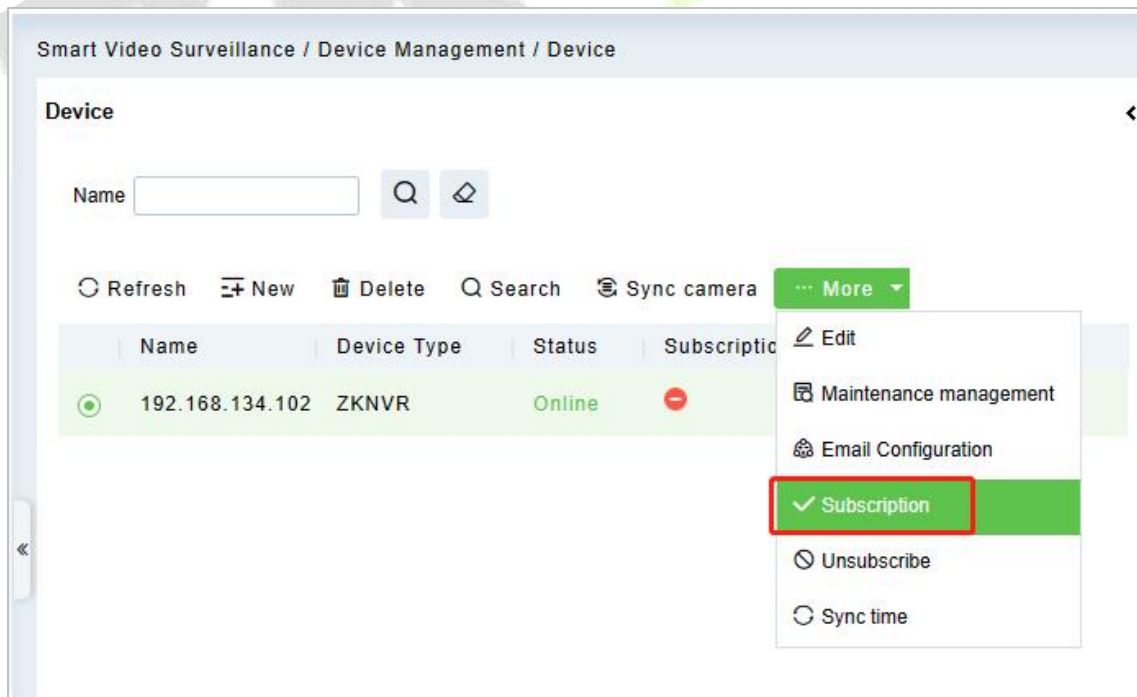 Smart Video Surveillance / Device Management / Device
Device
Name
Refresh New Delete Search Sync camera ··· More
Name Device Type Status Subscriptio
192.168.134.102 ZKNVR Online
Edit
Maintenance management
Email Configuration
Subscription
Unsubscribe
Sync time